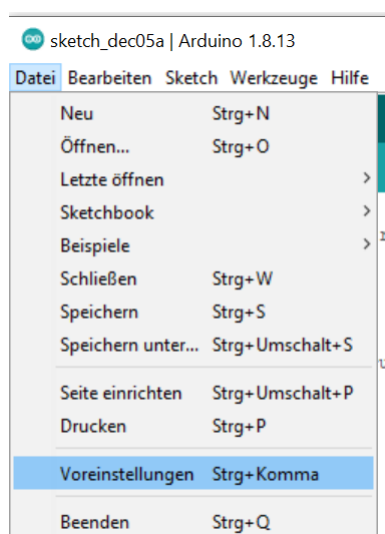 sketch_dec05a | Arduino 1.8.13
Datei Bearbeiten Sketch Werkzeuge Hilfe
Neu Strg+N
Öffnen... Strg+O
Letzte öffnen
Sketchbook
Beispiele
Schließen Strg+W
Speichern Strg+S
Speichern unter... Strg+Umschalt+S
Seite einrichten Strg+Umschalt+P
Drucken Strg+P
Voreinstellungen Strg+Komma
Beenden Strg+Q